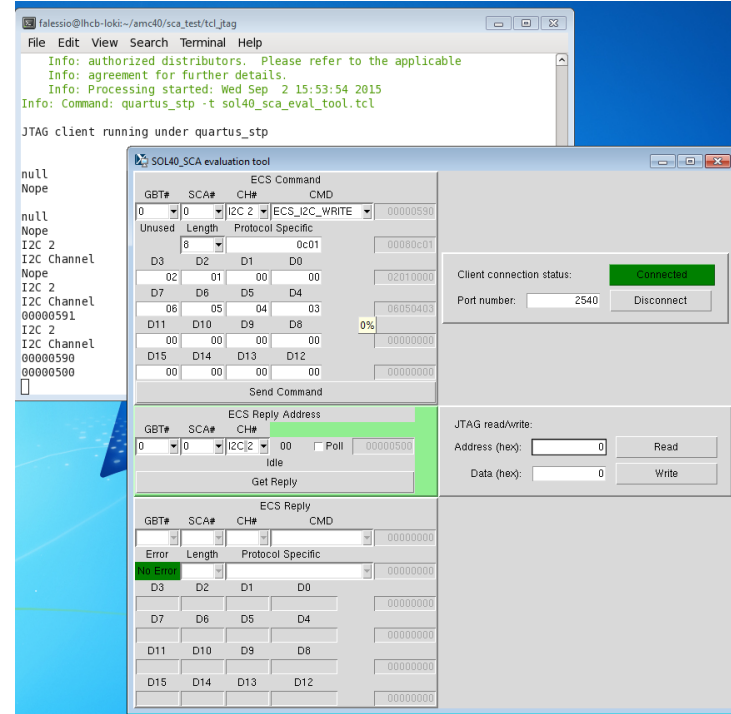 falessio@lhcb-loki:~/amc40/sca_test/tcl_jtag
File Edit View Search Terminal Help
Info: authorized distributors. Please refer to the applicable
Info: agreement for further details.
Info: Processing started: Wed Sep 2 15:53:54 2015
Info: Command: quartus_stp -t sol40_sca_eval_tool.tcl
JTAG client running under quartus_stp
null
Nope
null
Nope
I2C 2
I2C Channel
Nope
I2C 2
I2C Channel
00000591
I2C 2
I2C Channel
00000590
00000500
SOL40_SCA evaluation tool
ECS Command
GBT# SCA# CH# CMD
0 0 I2C 2 ECS_I2C_WRITE 00000590
Unused Length Protocol Specific
8 0c01 00080c01
D3 D2 D1 D0
02 01 00 00 02010000
D7 D6 D5 D4
06 05 04 03 06050403
D11 D10 D9 D8 0%
00 00 00 00 00000000
D15 D14 D13 D12
00 00 00 00 00000000
Send Command
ECS Reply Address
GBT# SCA# CH#
0 0 I2C 2 00 Poll 00000500
Idle
Get Reply
ECS Reply
GBT# SCA# CH# CMD
00000000
Error Length Protocol Specific
No Error 00000000
D3 D2 D1 D0
00000000
D7 D6 D5 D4
00000000
D11 D10 D9 D8
00000000
D15 D14 D13 D12
00000000
Client connection status: Connected
Port number: 2540 Disconnect
JTAG read/write:
Address (hex): 0 Read
Data (hex): 0 Write